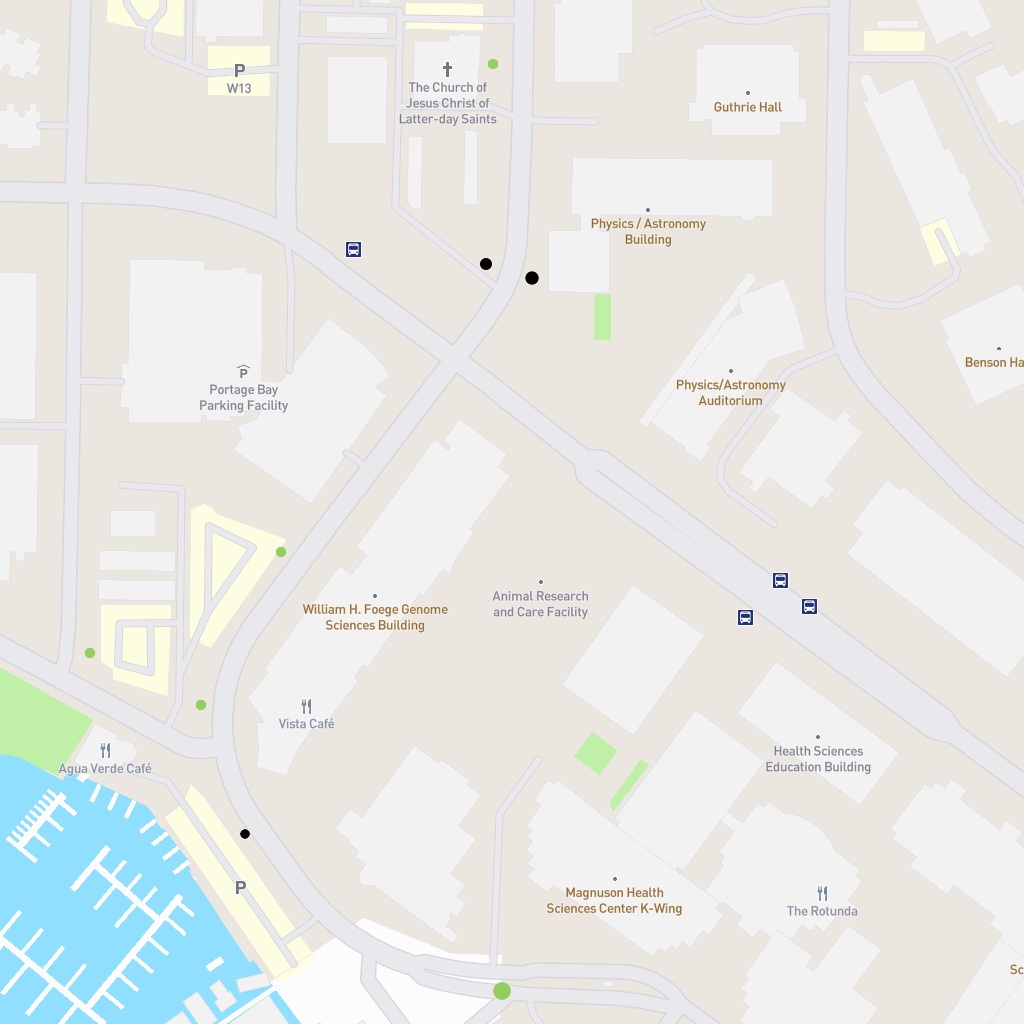 P
W13
The Church of
Jesus Christ of
Latter-day Saints
Guthrie Hall
Physics / Astronomy
Building
Benson Ha
P
Portage Bay
Parking Facility
Physics/Astronomy
Auditorium
William H. Foege Genome
Sciences Building
Animal Research
and Care Facility
Vista Café
Agua Verde Café
Health Sciences
Education Building
P
Magnuson Health
Sciences Center K-Wing
The Rotunda
Sc